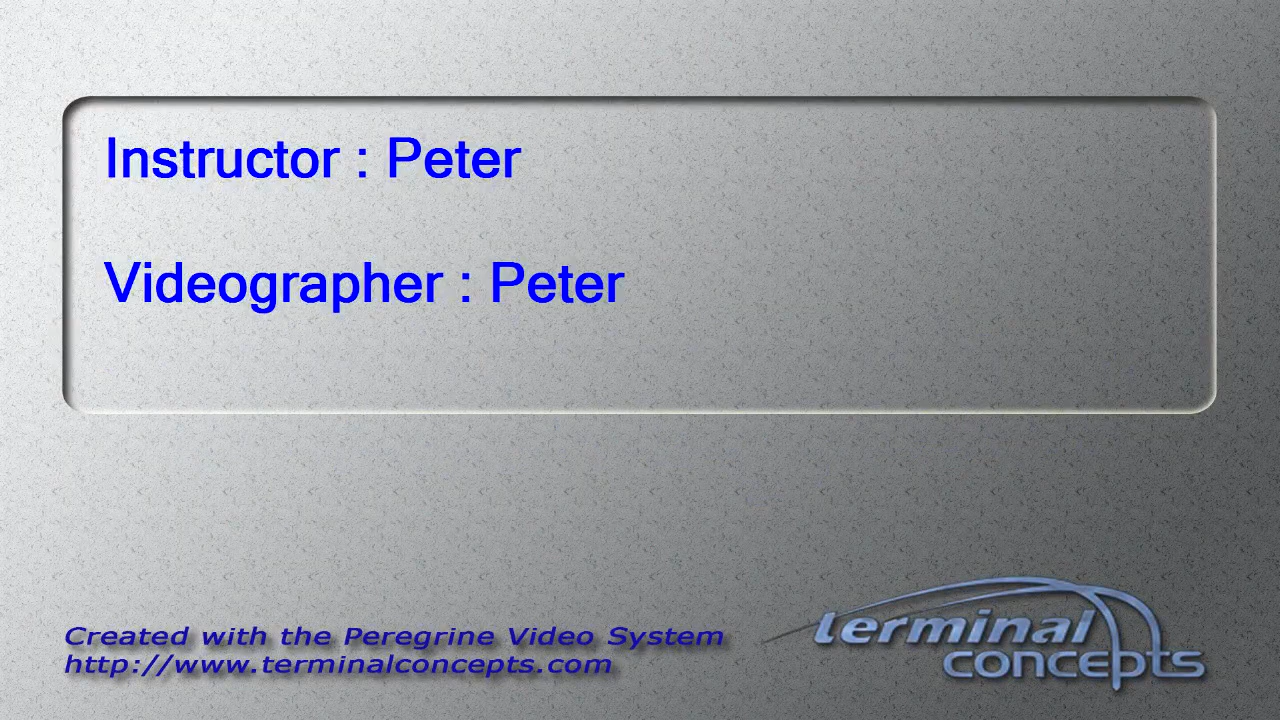 Instructor : Peter
Videographer : Peter
Created with the Peregrine Video System
http://www.terminalconcepts.com
terminal
concepts